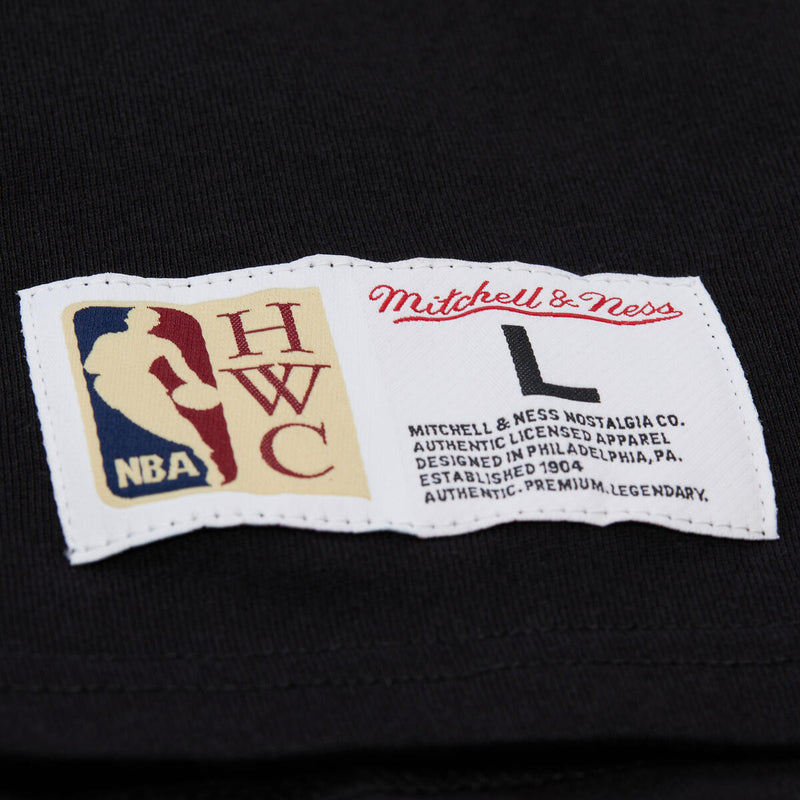 NBA
H
W
C
Mitchell & Ness
L
MITCHELL & NESS NOSTALGIA CO.
AUTHENTIC LICENSED APPAREL
DESIGNED IN PHILADELPHIA, PA.
ESTABLISHED 1904
AUTHENTIC. PREMIUM. LEGENDARY.